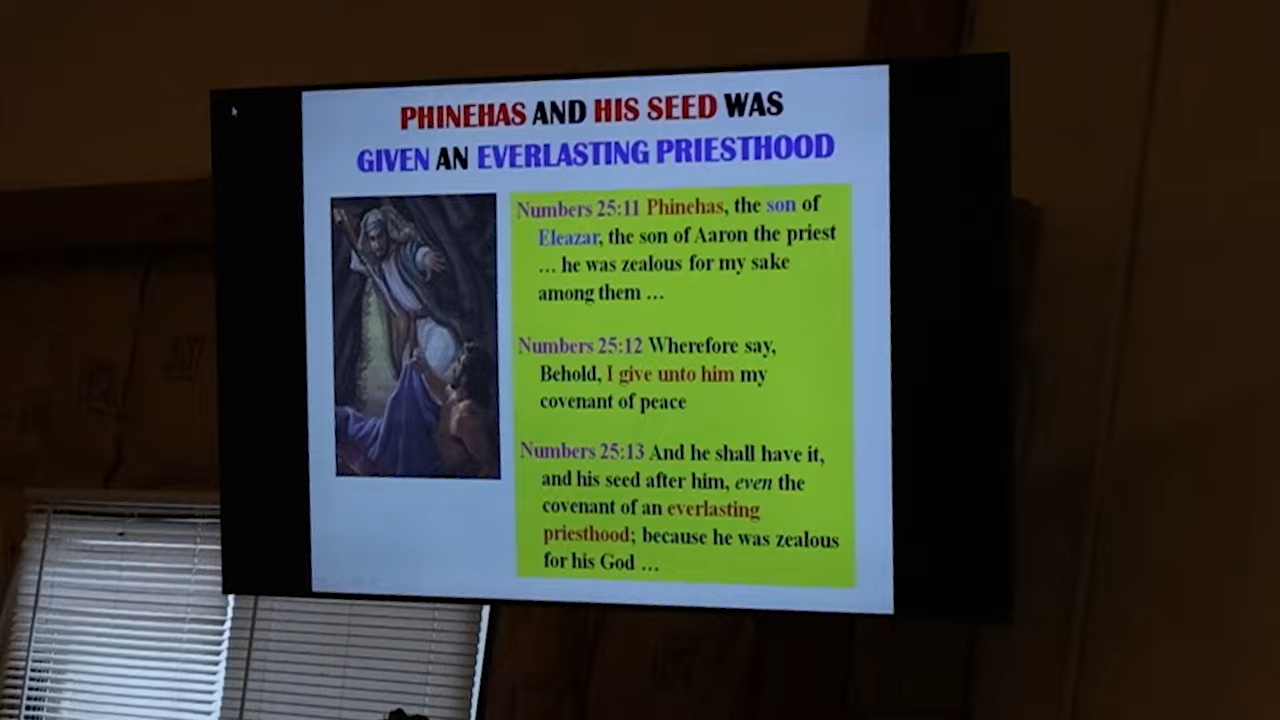 PHINEHAS AND HIS SEED WAS
GIVEN AN EVERLASTING PRIESTHOOD
Numbers 25:11 Phinehas, the son of
Eleazar, the son of Aaron the priest
... he was zealous for my sake
among them ...
Numbers 25:12 Wherefore say,
Behold, I give unto him my
covenant of peace
Numbers 25:13 And he shall have it,
and his seed after him, even the
covenant of an everlasting
priesthood; because he was zealous
for his God ...